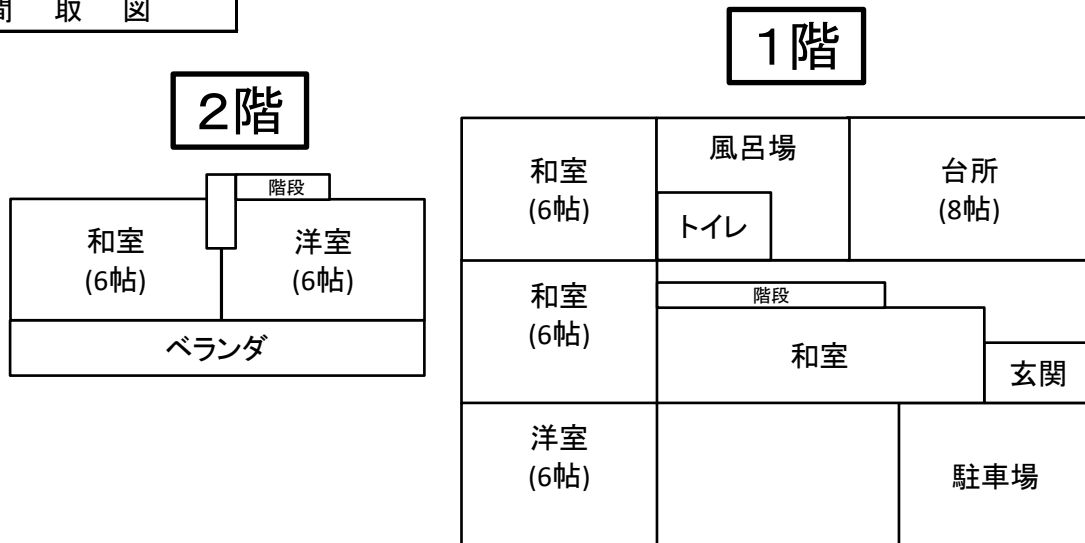 間 取 図
1階
2階
階段
和室
(6帖)
洋室
(6帖)
ベランダ
和室
(6帖)
風呂場
トイレ
台所
(8帖)
和室
(6帖)
階段
和室
玄関
洋室
(6帖)
駐車場